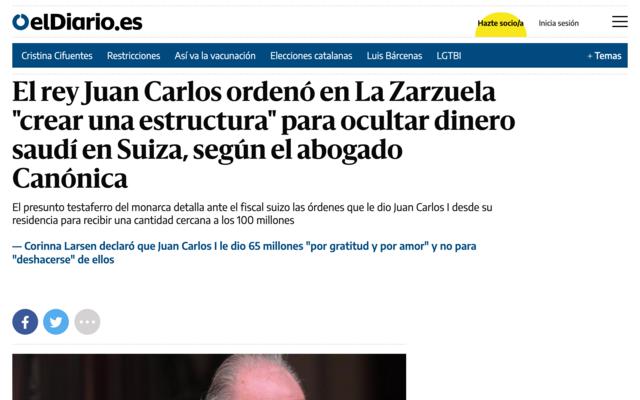 elDiario.es
Hazte socio/a
Inicia sesión
Cristina Cifuentes Restricciones Así va la vacunación Elecciones catalanas Luis Bárcenas LGTBI + Temas
El rey Juan Carlos ordenó en La Zarzuela
"crear una estructura" para ocultar dinero
saudí en Suiza, según el abogado
Canónica
El presunto testaferro del monarca detalla ante el fiscal suizo las órdenes que le dio Juan Carlos I desde su
residencia para recibir una cantidad cercana a los 100 millones
— Corinna Larsen declaró que Juan Carlos I le dio 65 millones "por gratitud y por amor" y no para
"deshacerse" de ellos